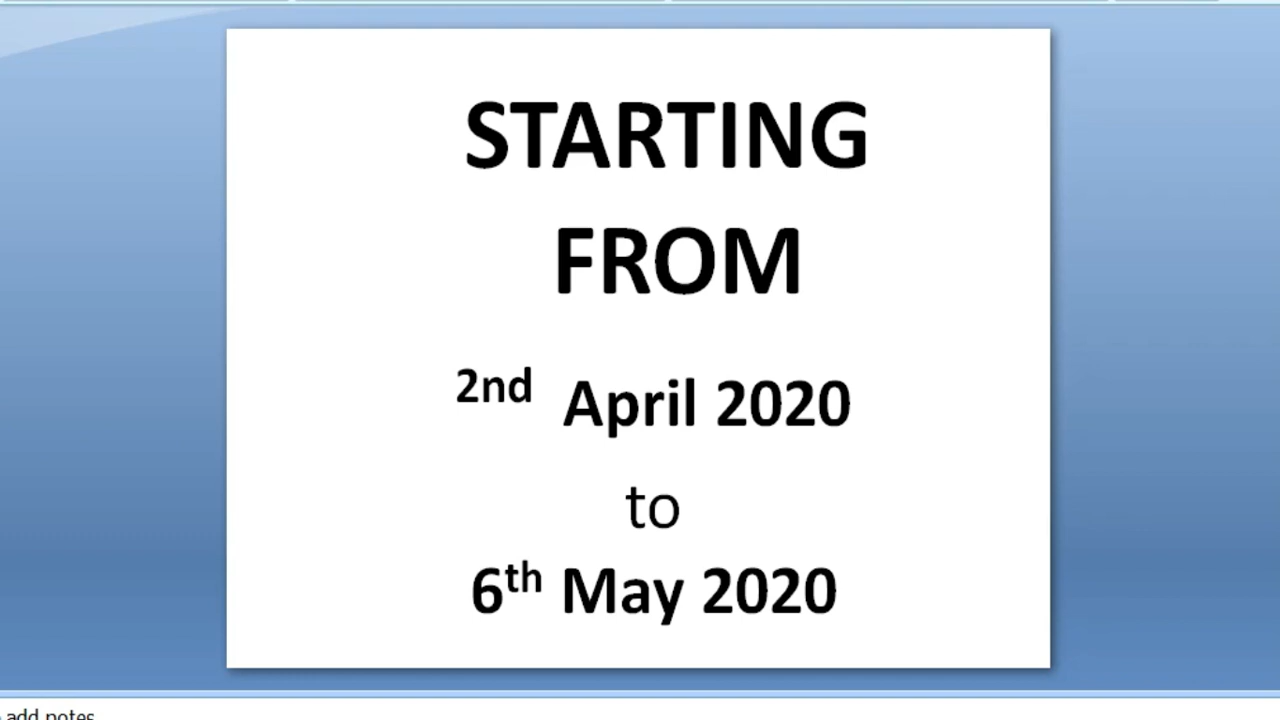 STARTING
FROM
2nd April 2020
to
6th May 2020
add notes